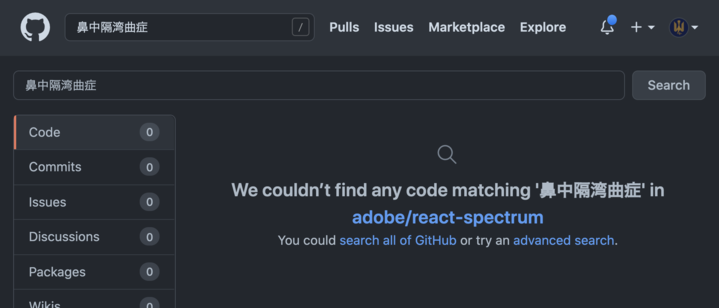 鼻中隔湾曲症 / Pulls Issues Marketplace Explore
鼻中隔湾曲症 Search
Code 0
Commits 0
Issues 0
Discussions 0
Packages 0
Wikis
We couldn’t find any code matching '鼻中隔湾曲症' in
adobe/react-spectrum
You could search all of GitHub or try an advanced search.